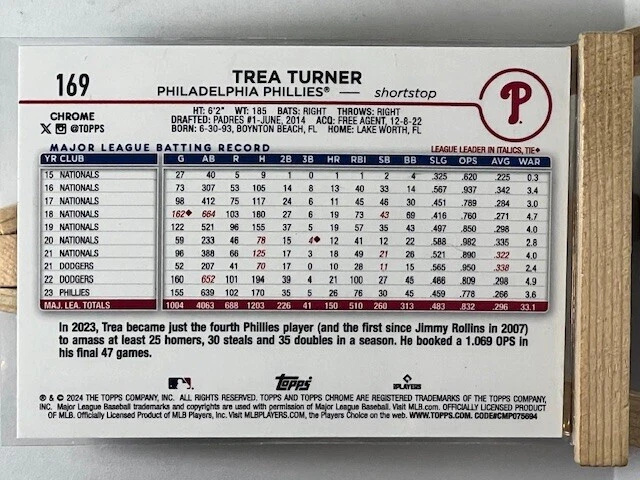 169
TREA TURNER
PHILADELPHIA PHILLIES® — shortstop
P
CHROME
X @TOPPS
HT: 6'2" WT: 185 BATS: RIGHT THROWS: RIGHT
DRAFTED: PADRES #1-JUNE, 2014 ACQ: FREE AGENT, 12-8-22
BORN: 6-30-93, BOYNTON BEACH, FL HOME: LAKE WORTH, FL
MAJOR LEAGUE BATTING RECORD LEAGUE LEADER IN ITALICS, TIE♦
YR CLUB G AB R H 2B 3B HR RBI SB BB SLG OPS AVG WAR
15 NATIONALS 27 40 5 9 1 0 1 1 2 4 .325 .620 .225 0.3
16 NATIONALS 73 307 53 105 14 8 13 40 33 14 .567 .937 .342 3.4
17 NATIONALS 98 412 75 117 24 6 11 45 46 30 .451 .789 .284 3.0
18 NATIONALS 162♦ 664 103 180 27 6 19 73 43 69 .416 .760 .271 4.7
19 NATIONALS 122 521 96 155 37 5 19 57 35 43 .497 .850 .298 4.0
20 NATIONALS 59 233 46 78 15 4♦ 12 41 12 22 .588 .982 .335 2.8
21 NATIONALS 96 388 66 125 17 3 18 49 21 26 .521 .890 .322 4.0
21 DODGERS 52 207 41 70 17 0 10 28 11 15 .565 .950 .338 2.4
22 DODGERS 160 652 101 194 39 4 21 100 27 45 .466 .809 .298 4.9
23 PHILLIES 155 639 102 170 35 5 26 76 30 45 .459 .778 .266 3.6
MAJ. LEA. TOTALS 1004 4063 688 1203 226 41 150 510 260 313 .483 .832 .296 33.1
In 2023, Trea became just the fourth Phillies player (and the first since Jimmy Rollins in 2007)
to amass at least 25 homers, 30 steals and 35 doubles in a season. He booked a 1.069 OPS in
his final 47 games.
Topps
PLAYERS
® & © 2024 THE TOPPS COMPANY, INC. ALL RIGHTS RESERVED. TOPPS AND TOPPS CHROME ARE REGISTERED TRADEMARKS OF THE TOPPS COMPANY,
INC. Major League Baseball trademarks and copyrights are used with permission of Major League Baseball. Visit MLB.com. OFFICIALLY LICENSED PRODUCT
OF MLB. Officially Licensed Product of MLB Players, Inc. Visit MLBPLAYERS.COM, the Players Choice on the web. WWW.TOPPS.COM. CODE#CMP075694